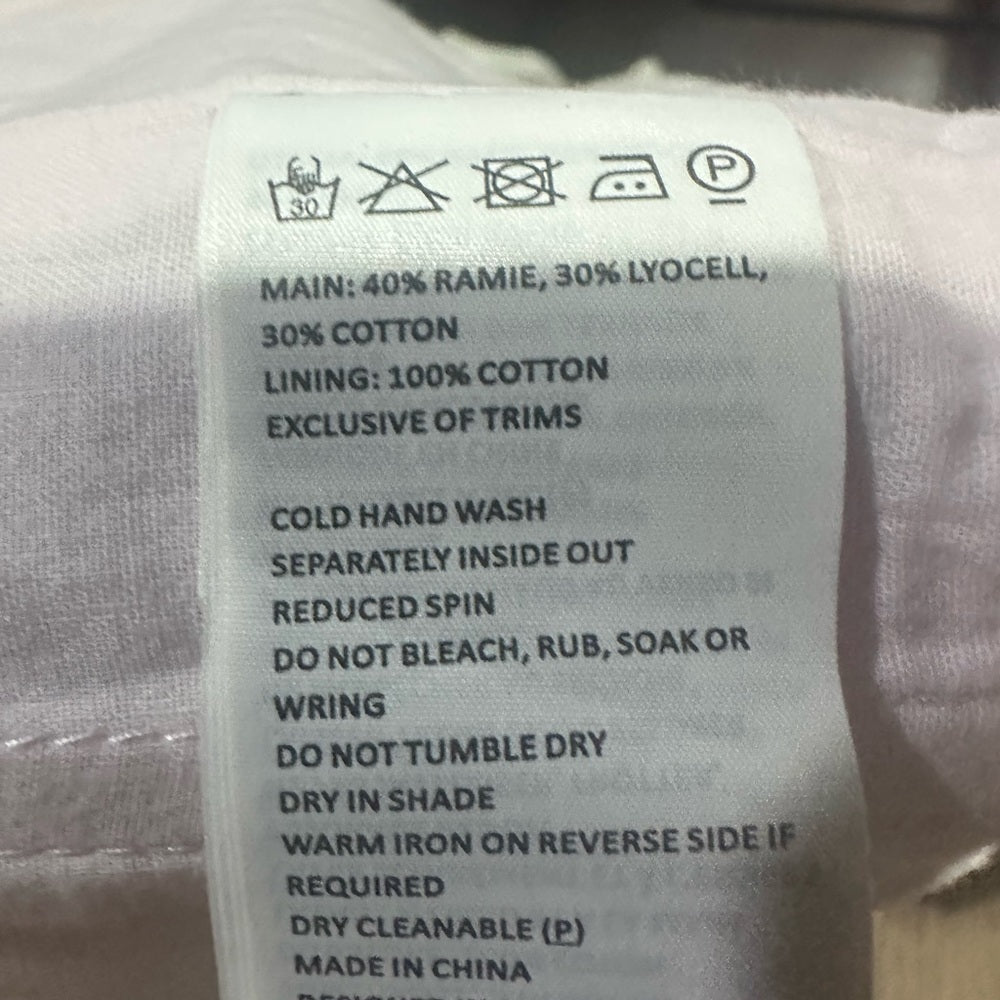 30
P
MAIN: 40% RAMIE, 30% LYOCELL,
30% COTTON
LINING: 100% COTTON
EXCLUSIVE OF TRIMS
COLD HAND WASH
SEPARATELY INSIDE OUT
REDUCED SPIN
DO NOT BLEACH, RUB, SOAK OR
WRING
DO NOT TUMBLE DRY
DRY IN SHADE
WARM IRON ON REVERSE SIDE IF
REQUIRED
DRY CLEANABLE (P)
MADE IN CHINA